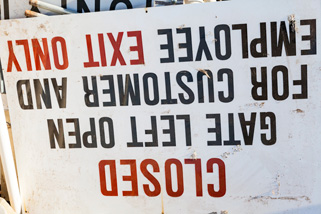 CLOSED
GATE LEFT OPEN
FOR CUSTOMER AND
EMPLOYEE EXIT ONLY